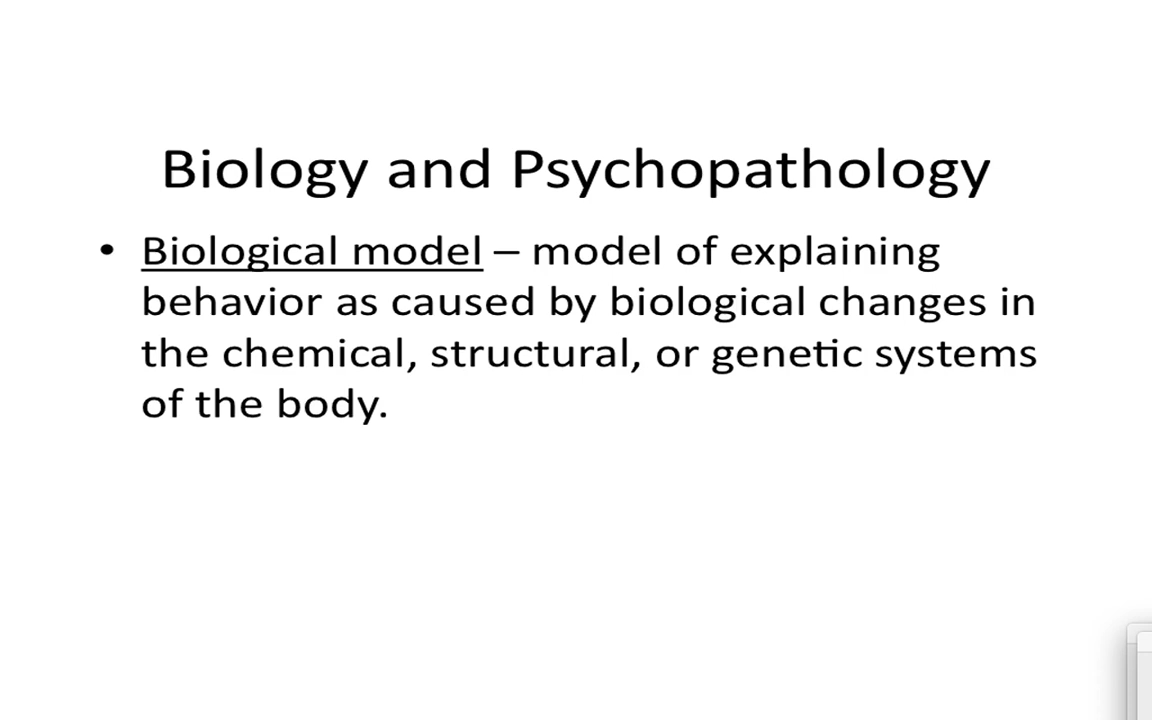 Biology and Psychopathology
• Biological model – model of explaining
behavior as caused by biological changes in
the chemical, structural, or genetic systems
of the body.